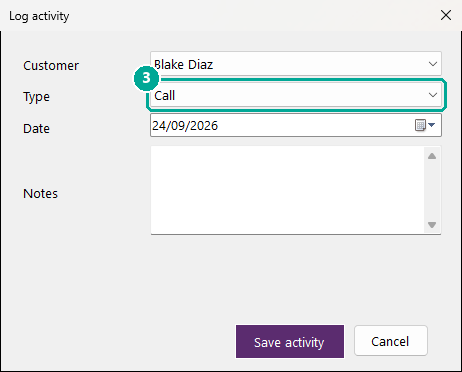 Log activity
Customer Blake Diaz
3
Type Call
Date 24/09/2026
Notes
Save activity Cancel